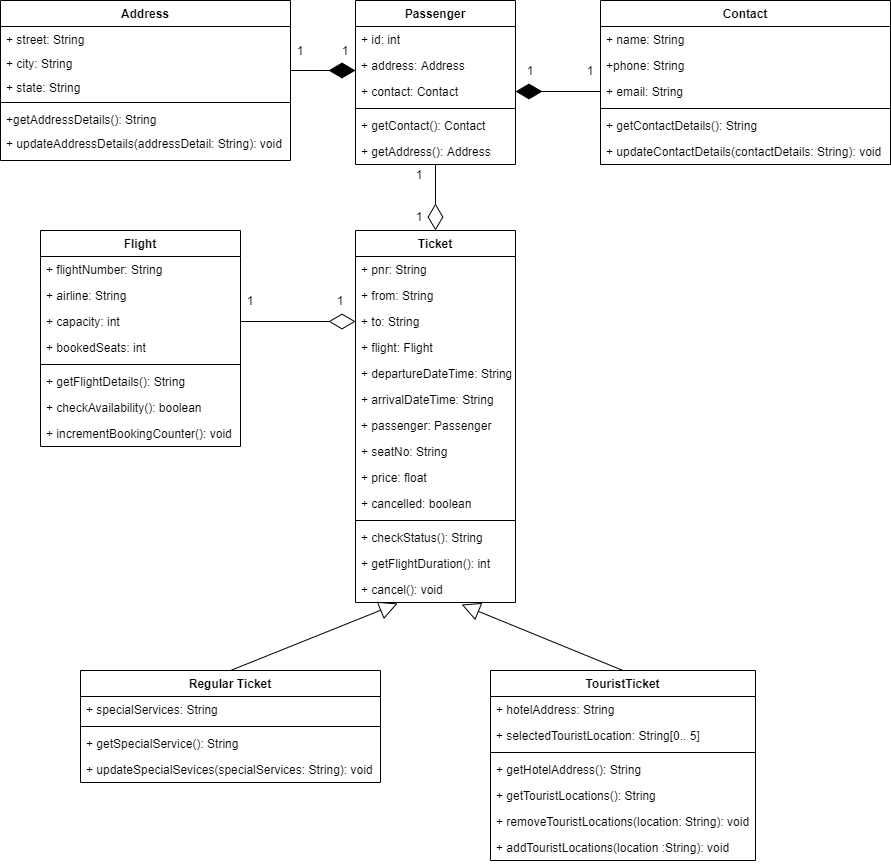 Address
+ street: String
+ city: String
+ state: String
+getAddressDetails(): String
+ updateAddressDetails(addressDetail: String): void
1
1
Passenger
+ id: int
+ address: Address
+ contact: Contact
+ getContact(): Contact
+ getAddress(): Address
1
1
Contact
+ name: String
+phone: String
+ email: String
+ getContactDetails(): String
+ updateContactDetails(contactDetails: String): void
1
1
Flight
+ flightNumber: String
+ airline: String
+ capacity: int
+ bookedSeats: int
+ getFlightDetails(): String
+ checkAvailability(): boolean
+ incrementBookingCounter(): void
1
1
Ticket
+ pnr: String
+ from: String
+ to: String
+ flight: Flight
+ departureDateTime: String
+ arrivalDateTime: String
+ passenger: Passenger
+ seatNo: String
+ price: float
+ cancelled: boolean
+ checkStatus(): String
+ getFlightDuration(): int
+ cancel(): void
Regular Ticket
+ specialServices: String
+ getSpecialService(): String
+ updateSpecialSevices(specialServices: String): void
TouristTicket
+ hotelAddress: String
+ selectedTouristLocation: String[0.. 5]
+ getHotelAddress(): String
+ getTouristLocations(): String
+ removeTouristLocations(location: String): void
+ addTouristLocations(location :String): void